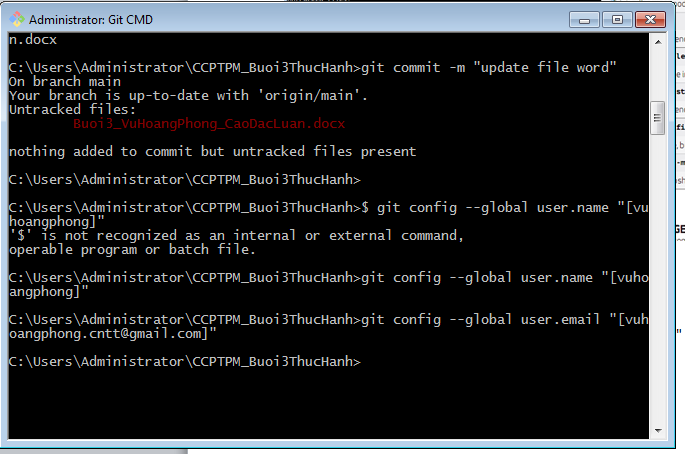 Administrator: Git CMD
n.docx
C:\Users\Administrator\CCPTPM_Buoi3ThucHanh>git commit -m "update file word"
On branch main
Your branch is up-to-date with 'origin/main'.
Untracked files:
Buoi3_VuHoangPhong_CaoDacLuan.docx
nothing added to commit but untracked files present
C:\Users\Administrator\CCPTPM_Buoi3ThucHanh>
C:\Users\Administrator\CCPTPM_Buoi3ThucHanh>$ git config --global user.name "[vu
hoangphong]"
'$' is not recognized as an internal or external command,
operable program or batch file.
C:\Users\Administrator\CCPTPM_Buoi3ThucHanh>git config --global user.name "[vuho
angphong]"
C:\Users\Administrator\CCPTPM_Buoi3ThucHanh>git config --global user.email "[vuh
oangphong.cntt@gmail.com]"
C:\Users\Administrator\CCPTPM_Buoi3ThucHanh>